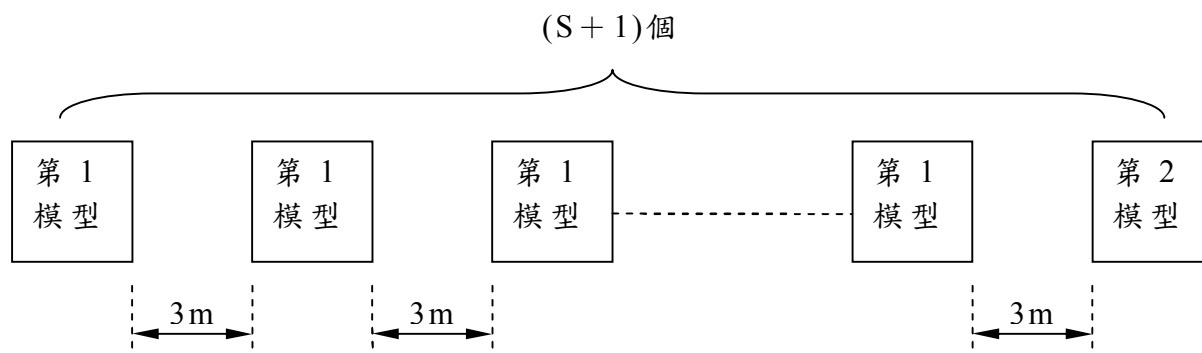 (S＋1)個
第 1 第 1 第 1 第 1 第 2
模型 模型 模型 模型 模型
3m 3m 3m